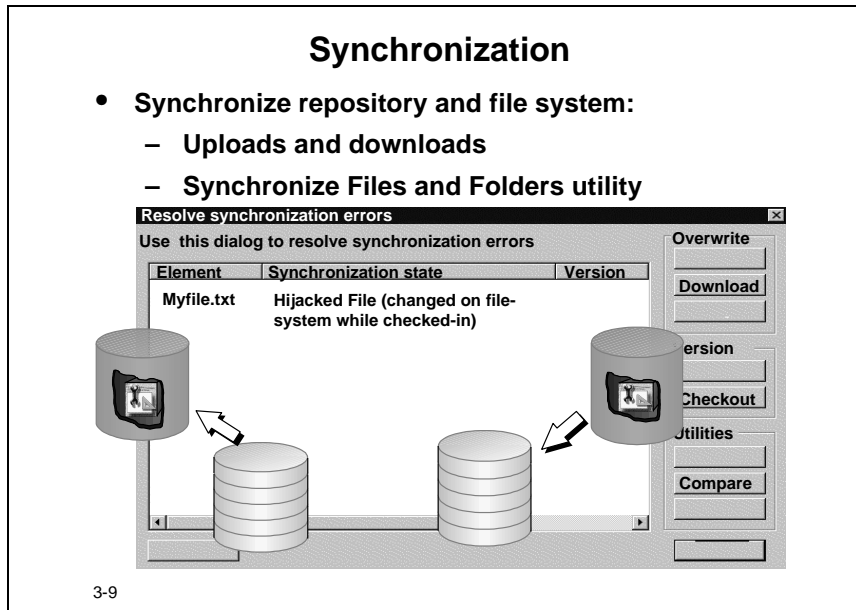 Synchronization
• Synchronize repository and file system:
– Uploads and downloads
– Synchronize Files and Folders utility
Resolve synchronization errors
Use this dialog to resolve synchronization errors
Element Synchronization state Version
Myfile.txt Hijacked File (changed on file-
system while checked-in)
Overwrite
Download
ersion
Checkout
Utilities
Compare
3-9